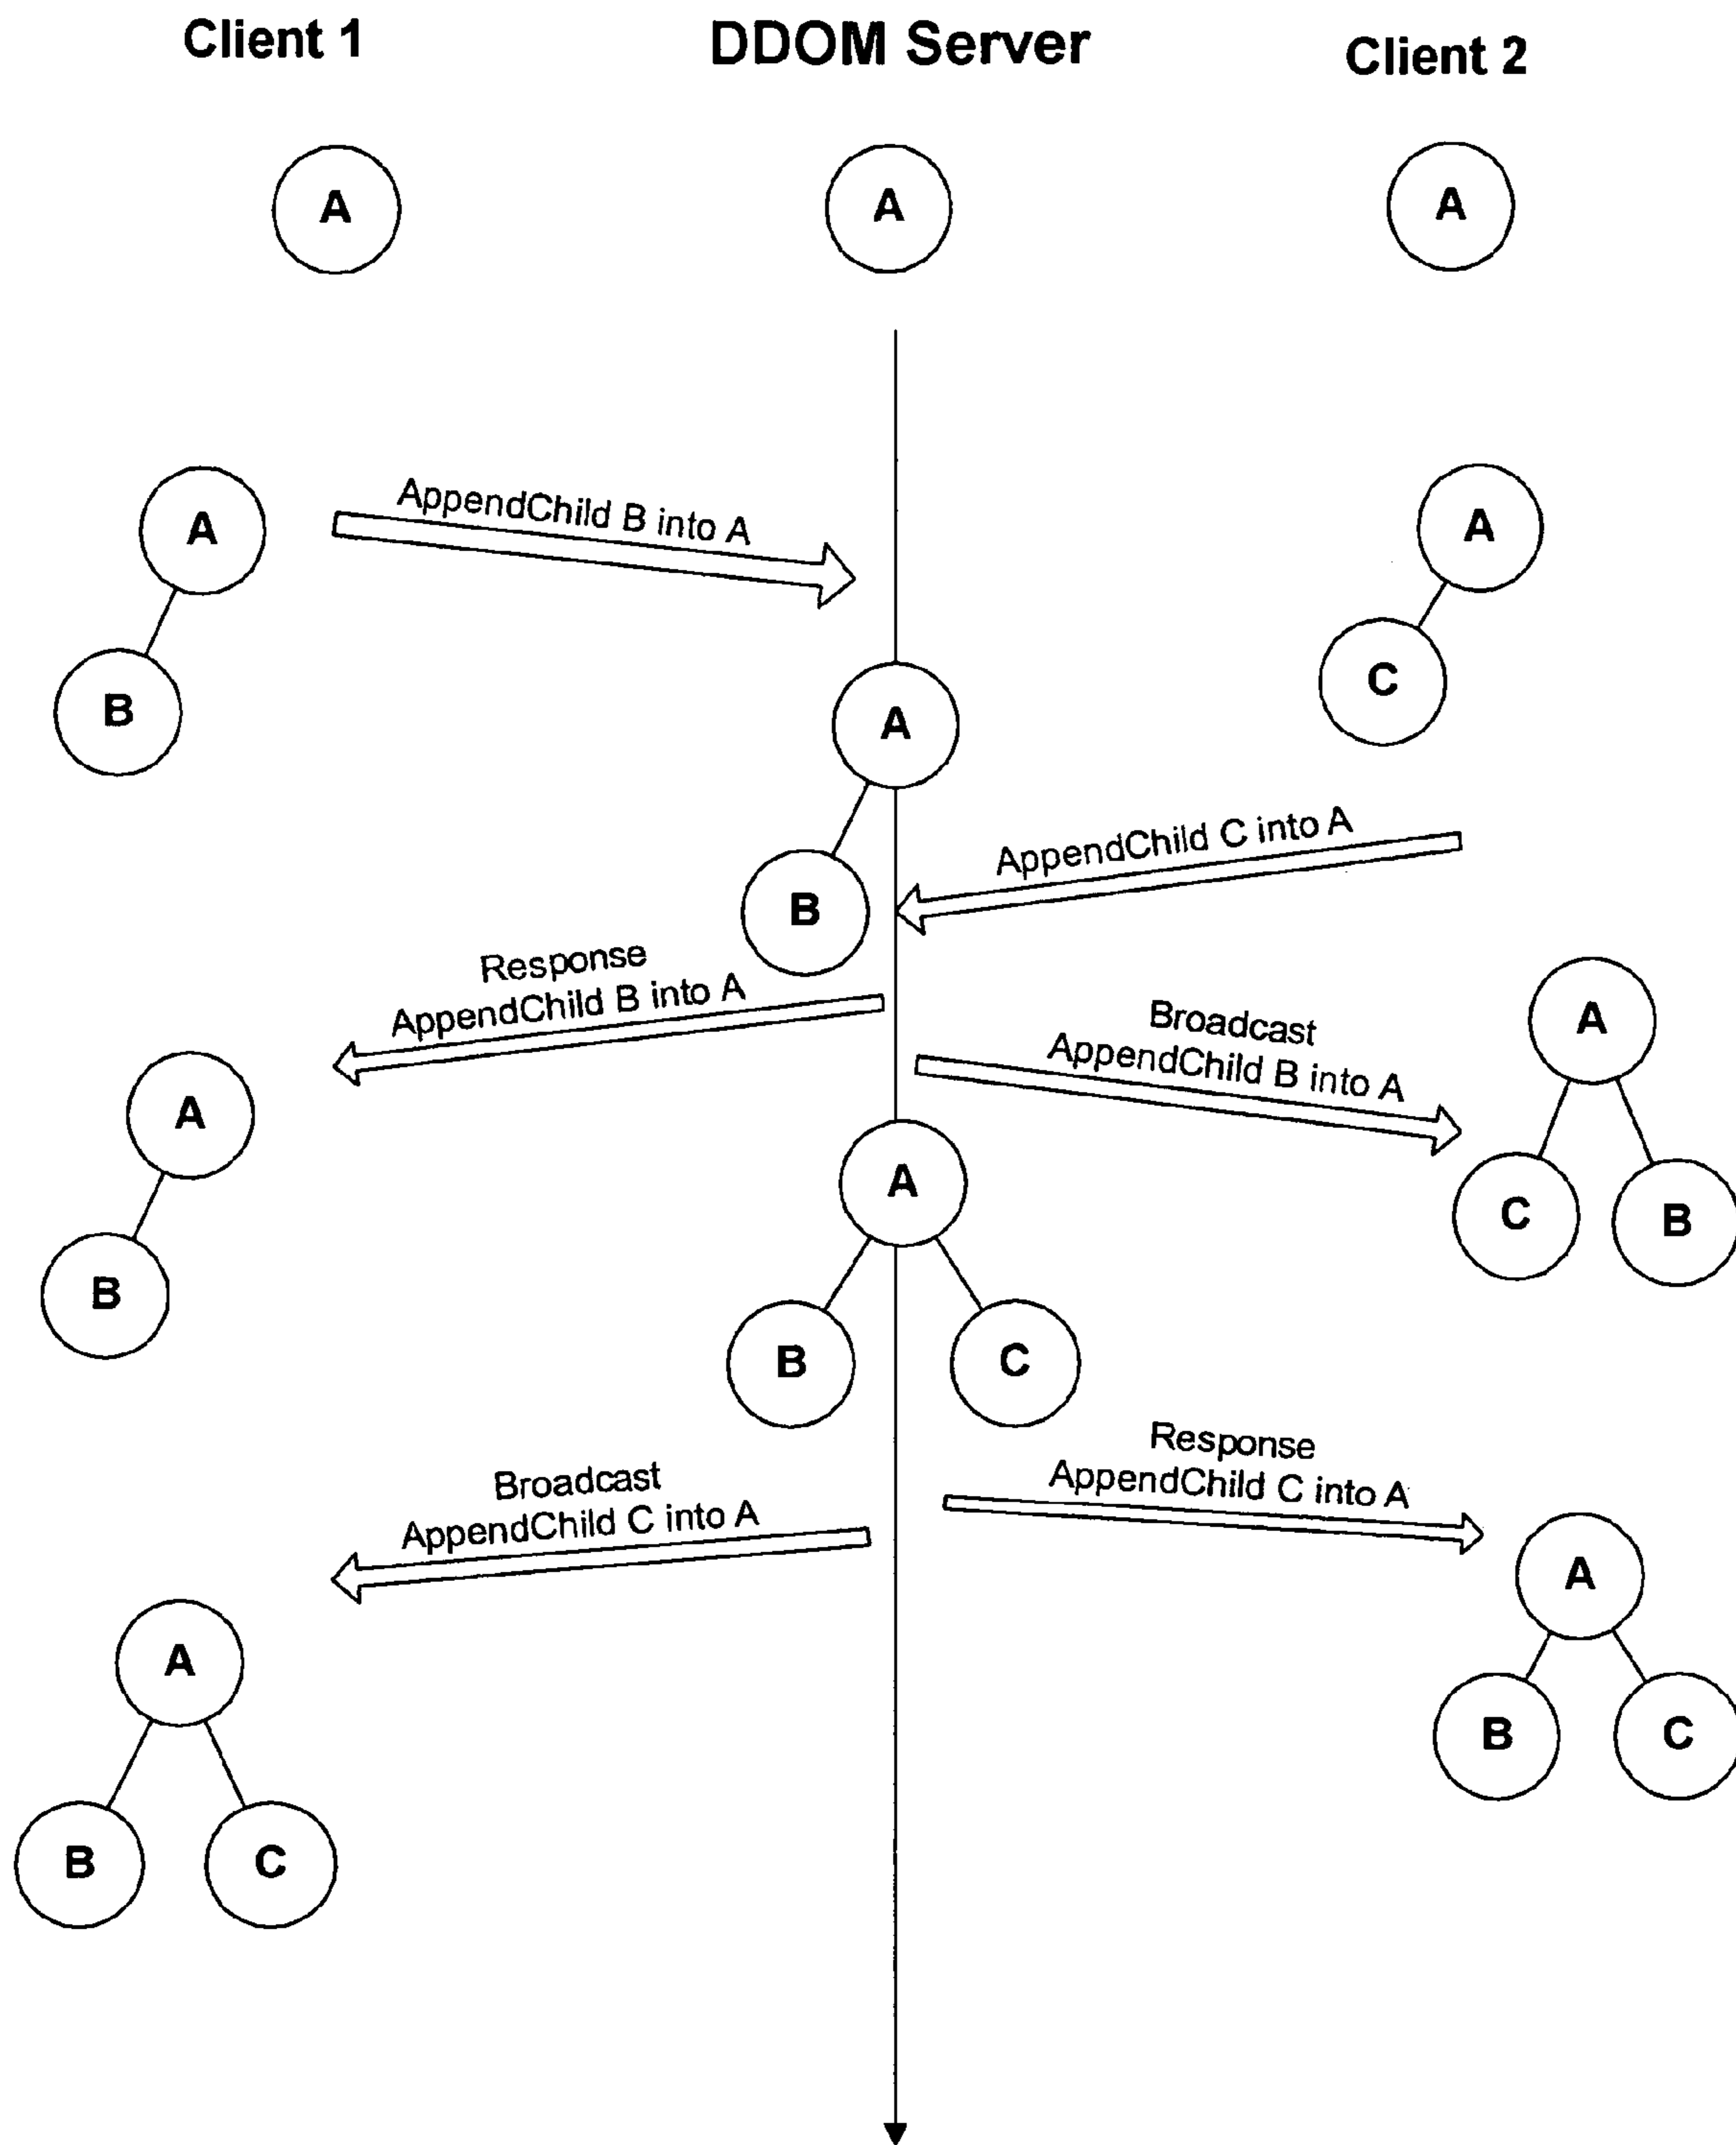 Client 1
DDOM Server
Client 2
A
A
A
AppendChild B into A
A
B
A
C
A
B
AppendChild C into A
Response
AppendChild B into A
Broadcast
AppendChild B into A
A
C
B
A
B
A
B
C
Broadcast
AppendChild C into A
Response
AppendChild C into A
A
B
C
A
B
C